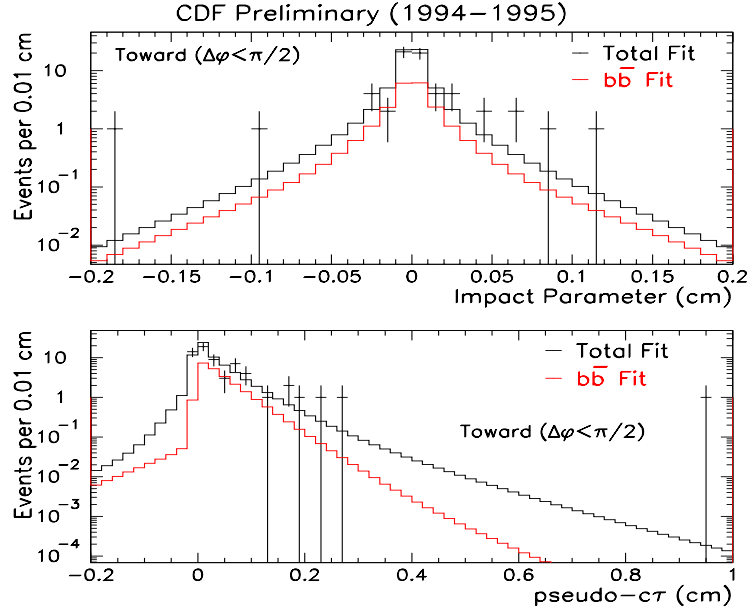 CDF Preliminary (1994-1995)
Toward (Δφ<π/2)
Total Fit
bb̄ Fit
Events per 0.01 cm
10
1
10⁻¹
10⁻²
-0.2 -0.15 -0.1 -0.05 0 0.05 0.1 0.15 0.2
Impact Parameter (cm)
Total Fit
bb̄ Fit
Toward (Δφ<π/2)
Events per 0.01 cm
10
1
10⁻¹
10⁻²
10⁻³
10⁻⁴
-0.2 0 0.2 0.4 0.6 0.8 1
pseudo-cτ (cm)